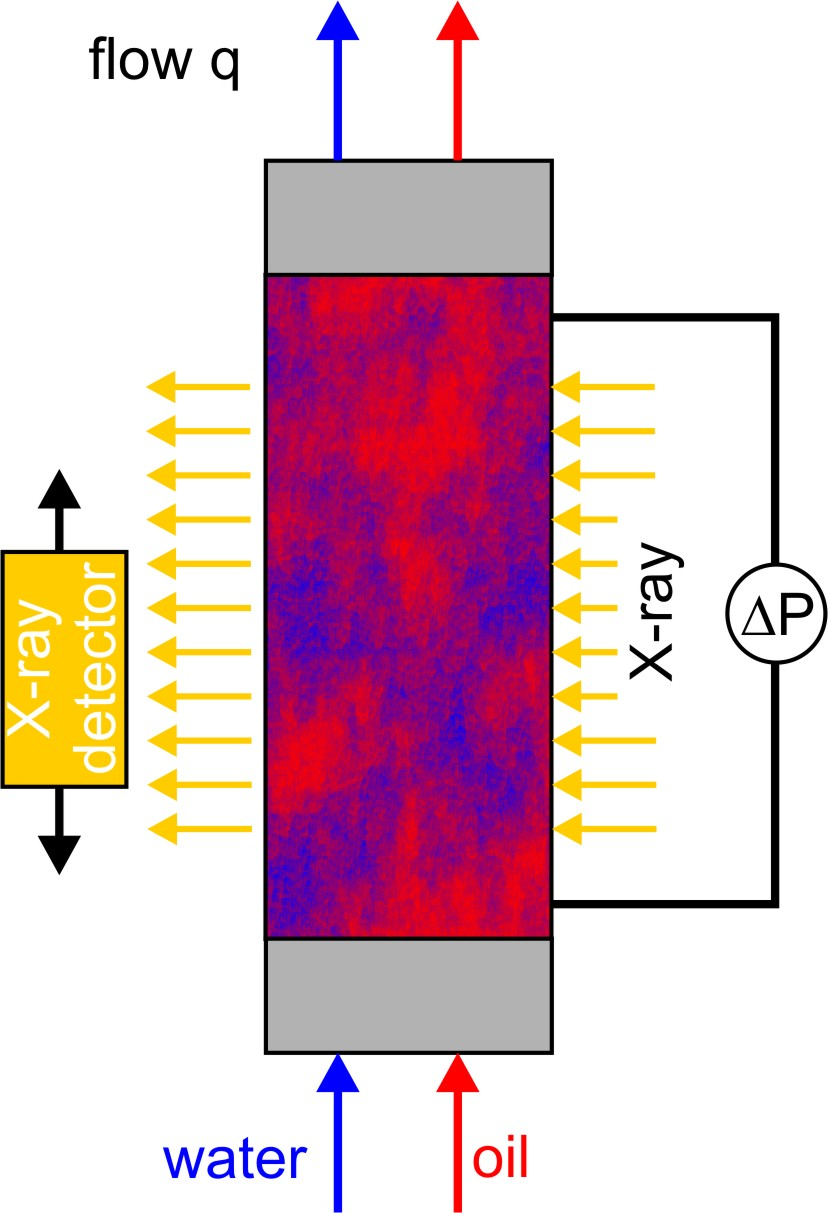 flow q
X-ray
detector
X-ray
ΔP
water
oil